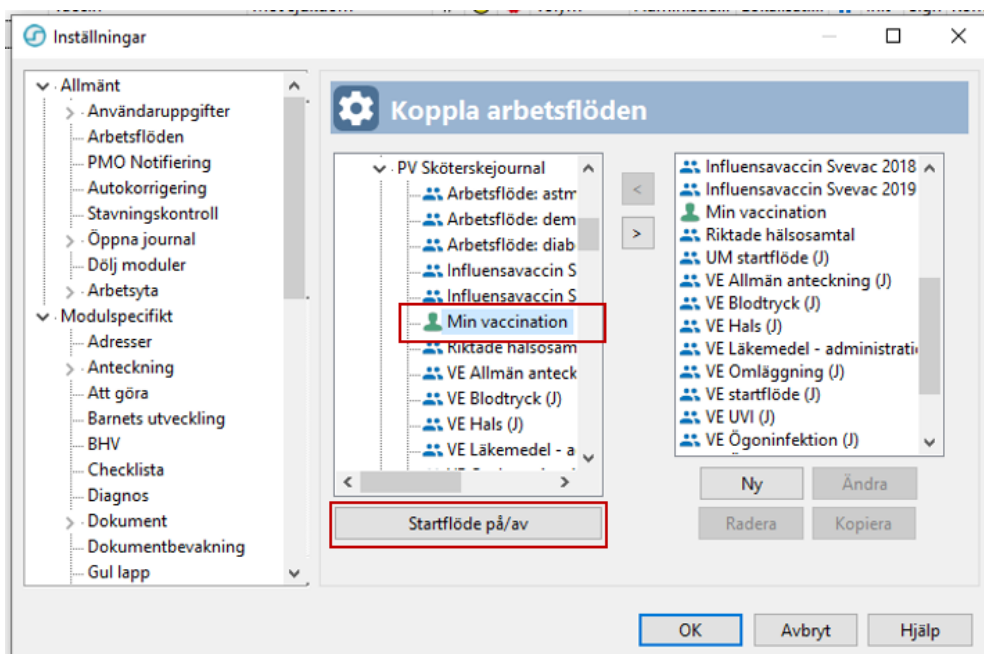 Inställningar
Allmänt
Användaruppgifter
Arbetsflöden
PMO Notifiering
Autokorrigering
Stavningskontroll
Öppna journal
Dölj moduler
Arbetsyta
Modulspecifikt
Adresser
Anteckning
Att göra
Barnets utveckling
BHV
Checklista
Diagnos
Dokument
Dokumentbevakning
Gul lapp
Koppla arbetsflöden
PV Sköterskejournal
Arbetsflöde: astm
Arbetsflöde: dem
Arbetsflöde: diab
Influensavaccin S
Influensavaccin S
Min vaccination
Riktade hälsosam
VE Allmän anteck
VE Blodtryck (J)
VE Hals (J)
VE Läkemedel - a
Startflöde på/av
<
>
Influensavaccin Svevac 2018
Influensavaccin Svevac 2019
Min vaccination
Riktade hälsosamtal
UM startflöde (J)
VE Allmän anteckning (J)
VE Blodtryck (J)
VE Hals (J)
VE Läkemedel - administrati
VE Omläggning (J)
VE startflöde (J)
VE UVI (J)
VE Ögoninfektion (J)
Ny Ändra
Radera Kopiera
OK Avbryt Hjälp